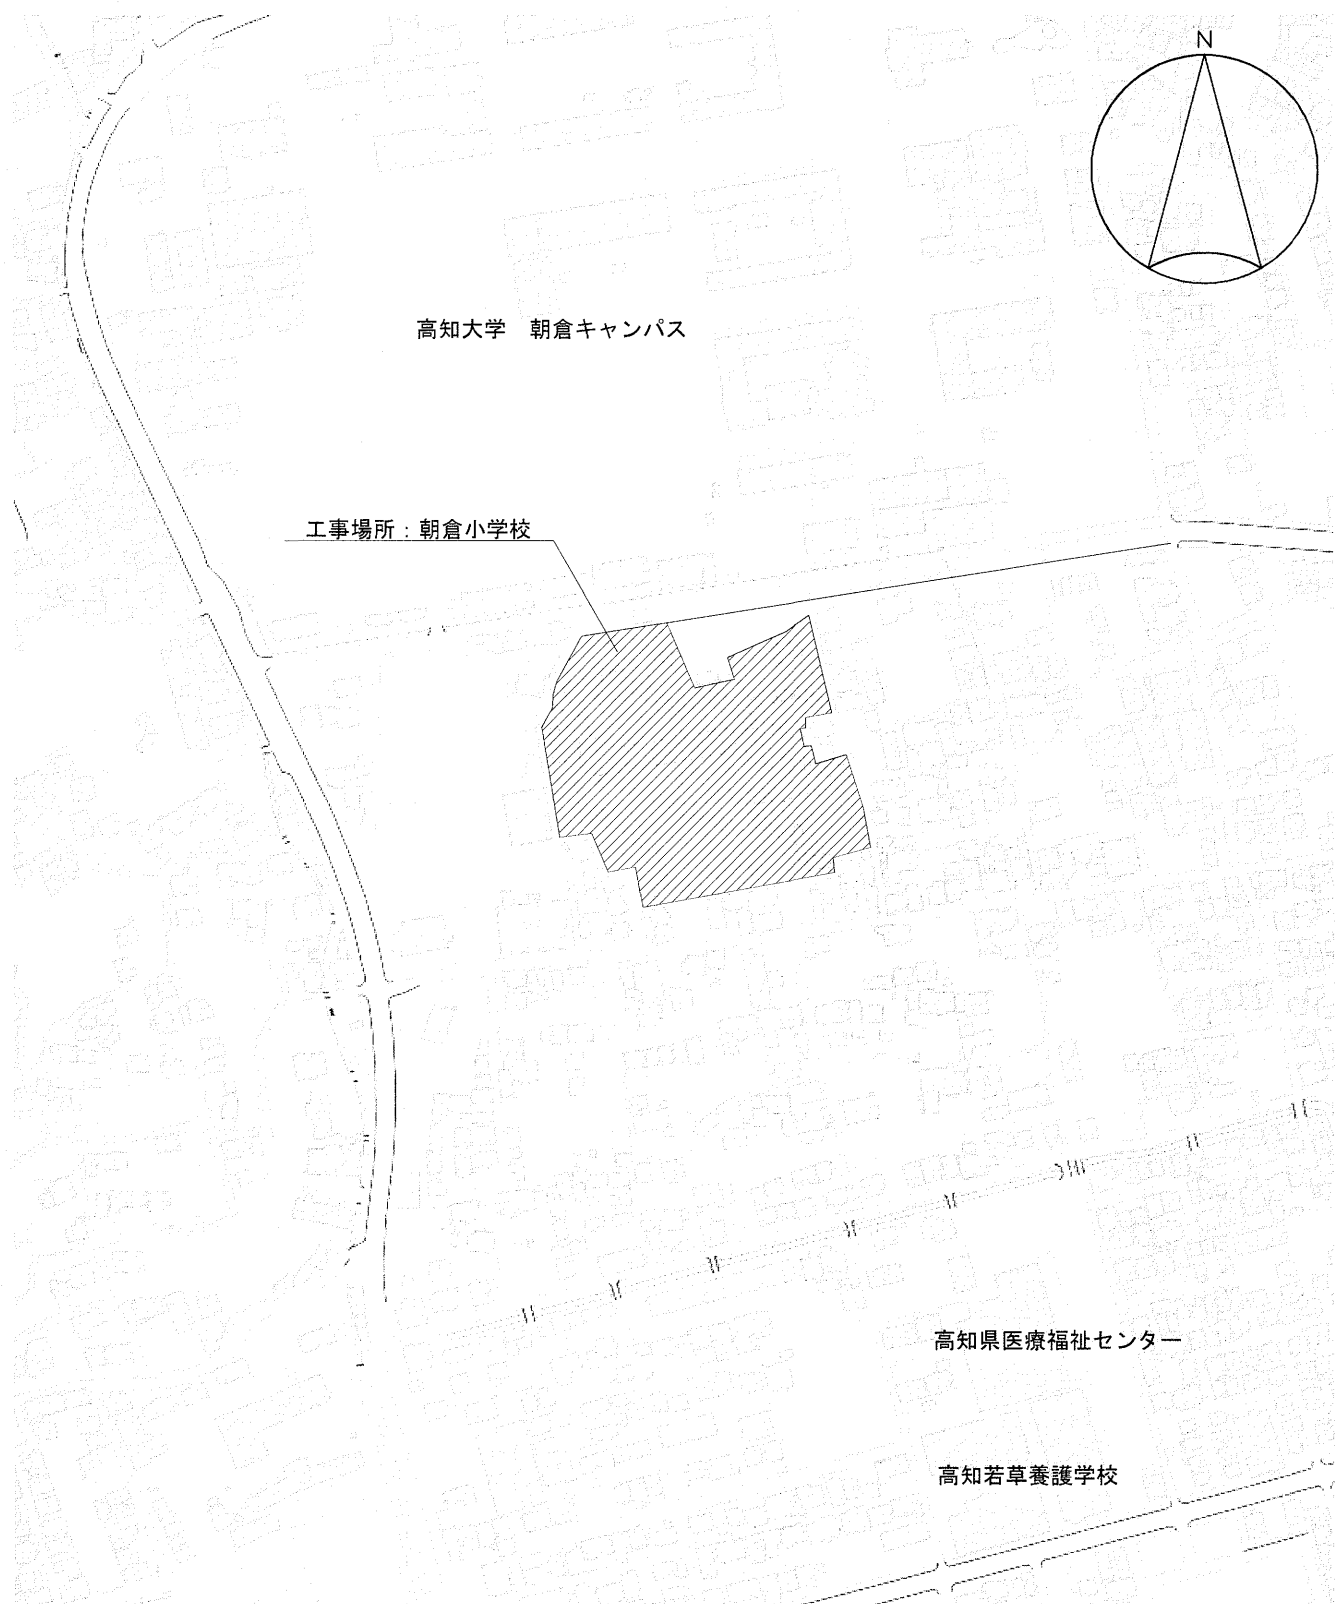 N
高知大学　朝倉キャンパス
工事場所：朝倉小学校
高知県医療福祉センター
高知若草養護学校